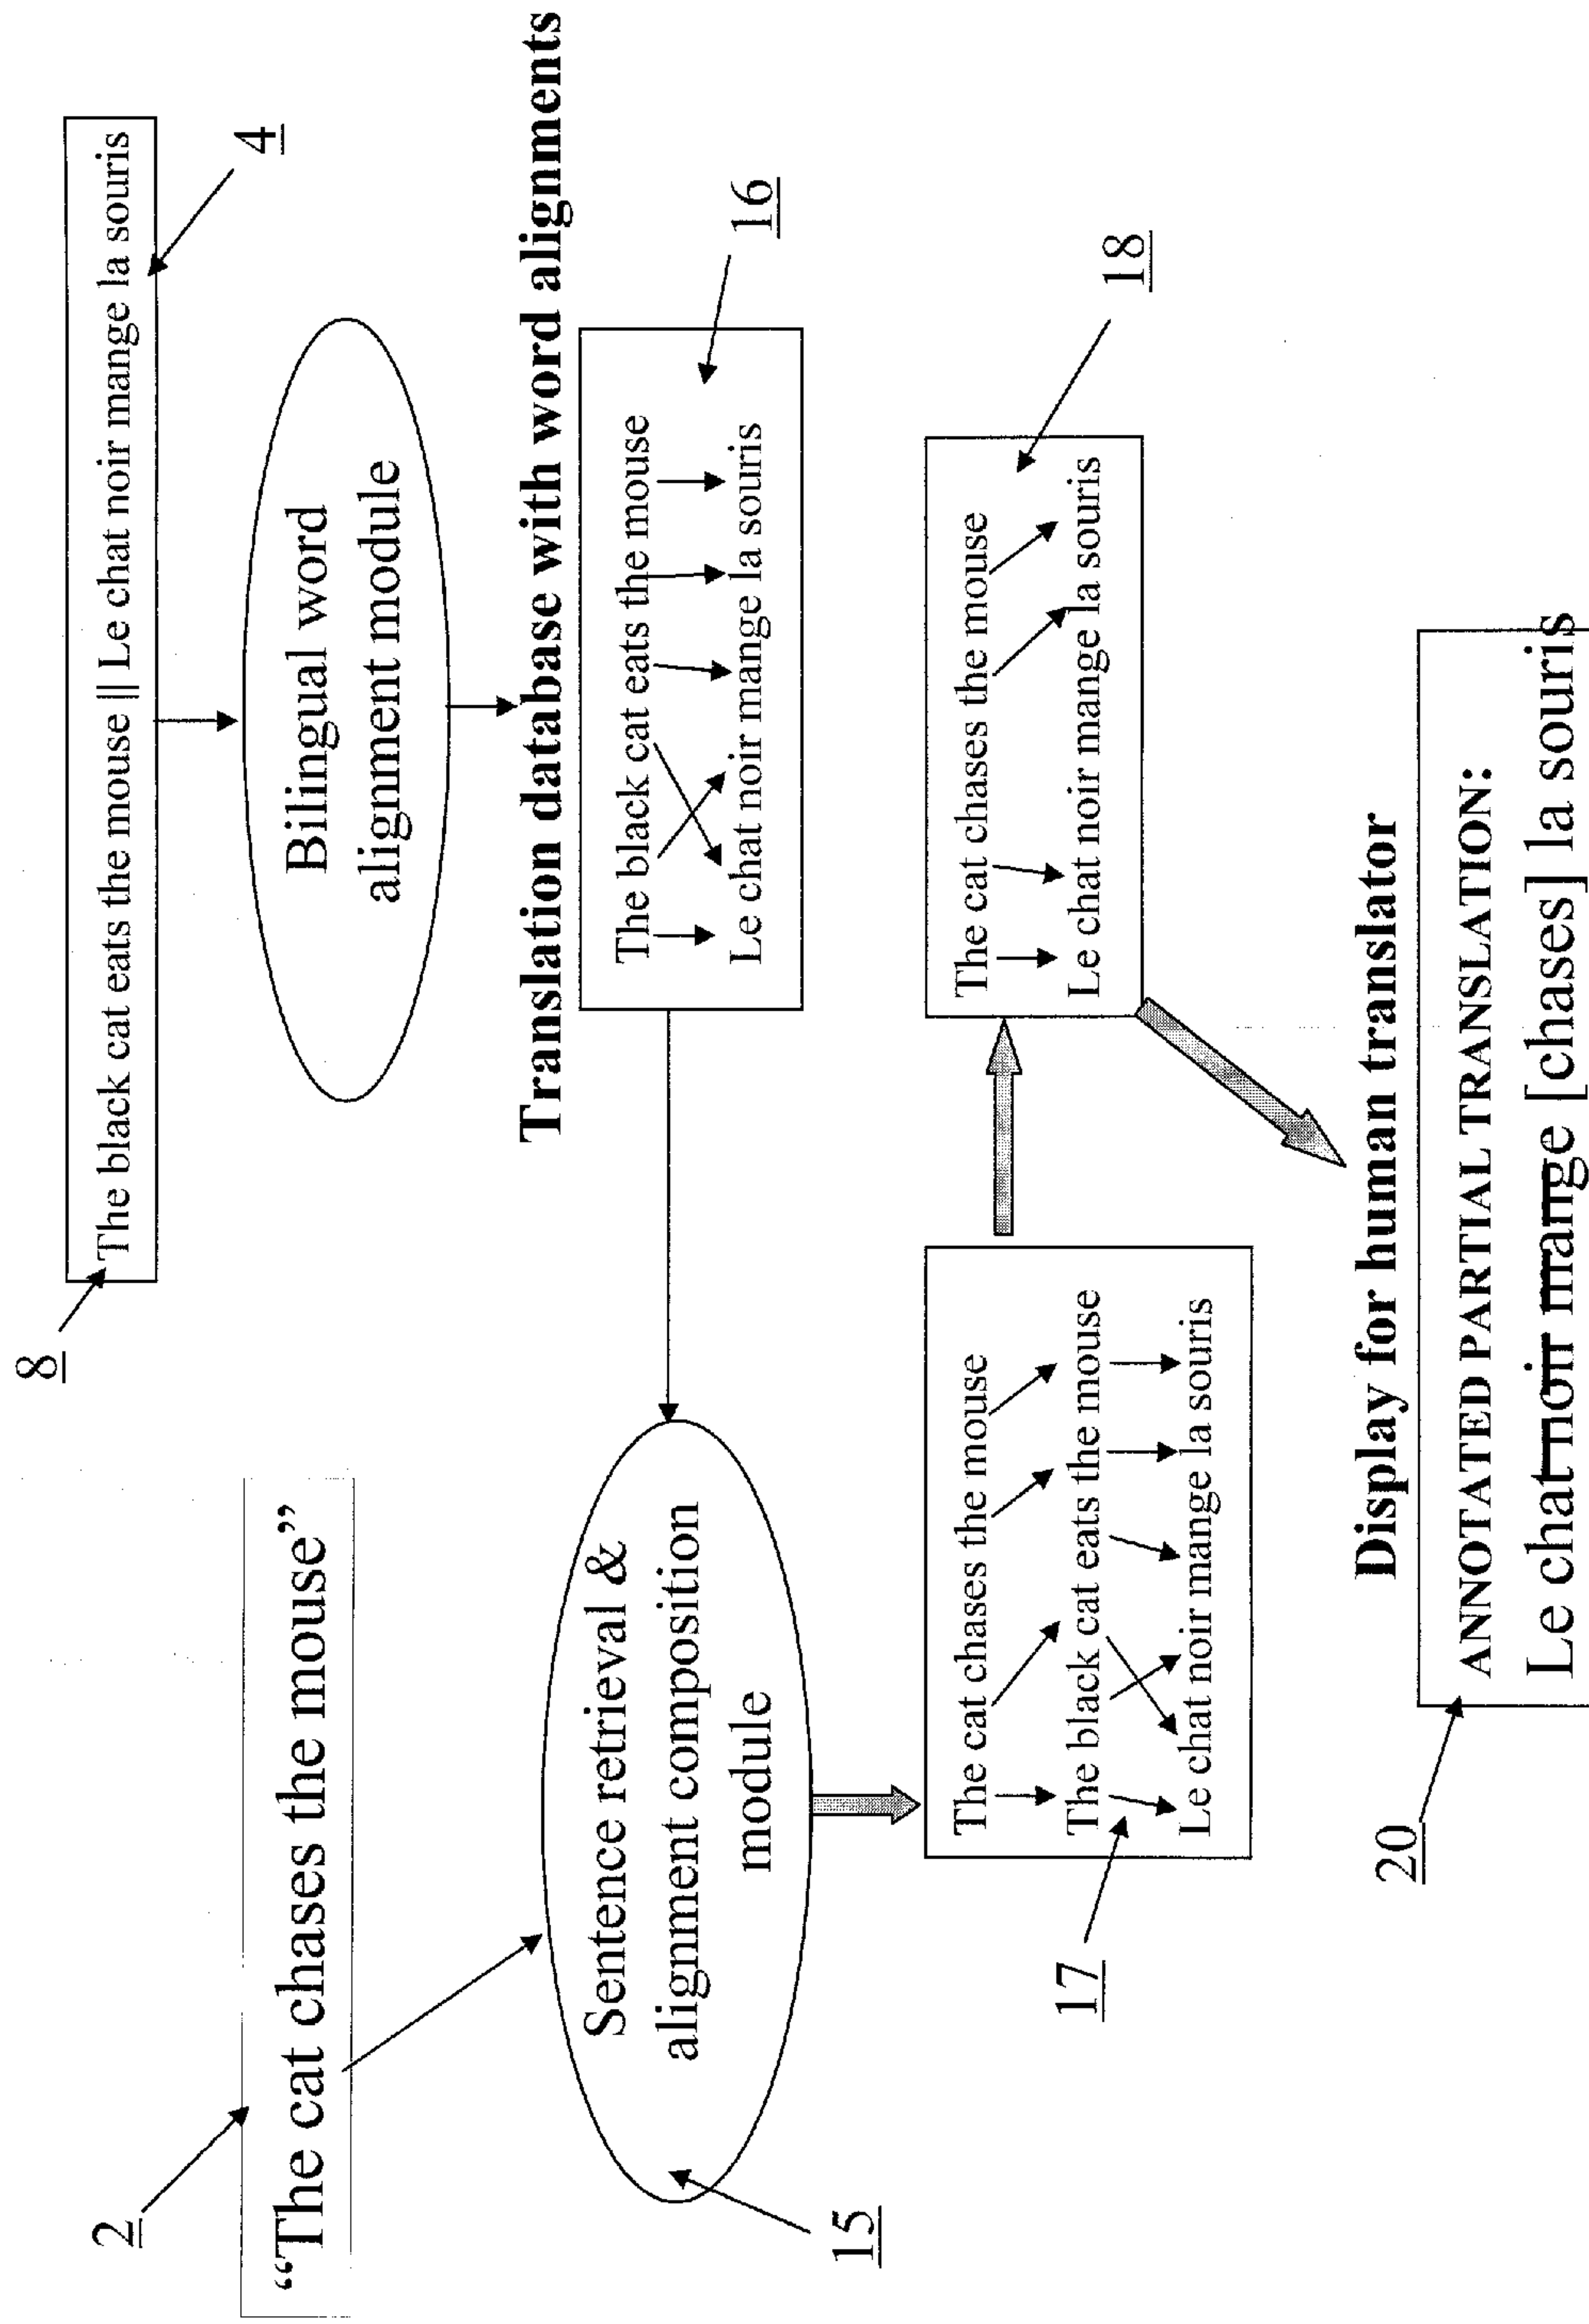 8
The black cat eats the mouse || Le chat noir mange la souris
4
2
“The cat chases the mouse”
Bilingual word
alignment module
Translation database with word alignments
15
Sentence retrieval &
alignment composition
module
The black cat eats the mouse
Le chat noir mange la souris
16
17
The cat chases the mouse
The black cat eats the mouse
Le chat noir mange la souris
The cat chases the mouse
Le chat noir mange la souris
18
Display for human translator
20
ANNOTATED PARTIAL TRANSLATION:
Le chat noir mange [chases] la souris